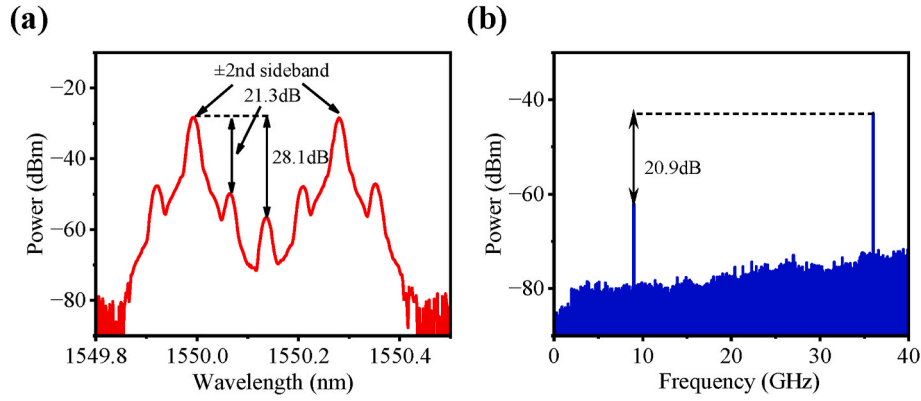 (a)
±2nd sideband
21.3dB
28.1dB
−20
−40
−60
−80
Power (dBm)
1549.8
1550.0
1550.2
1550.4
Wavelength (nm)
(b)
20.9dB
−40
−60
−80
Power (dBm)
0
10
20
30
40
Frequency (GHz)